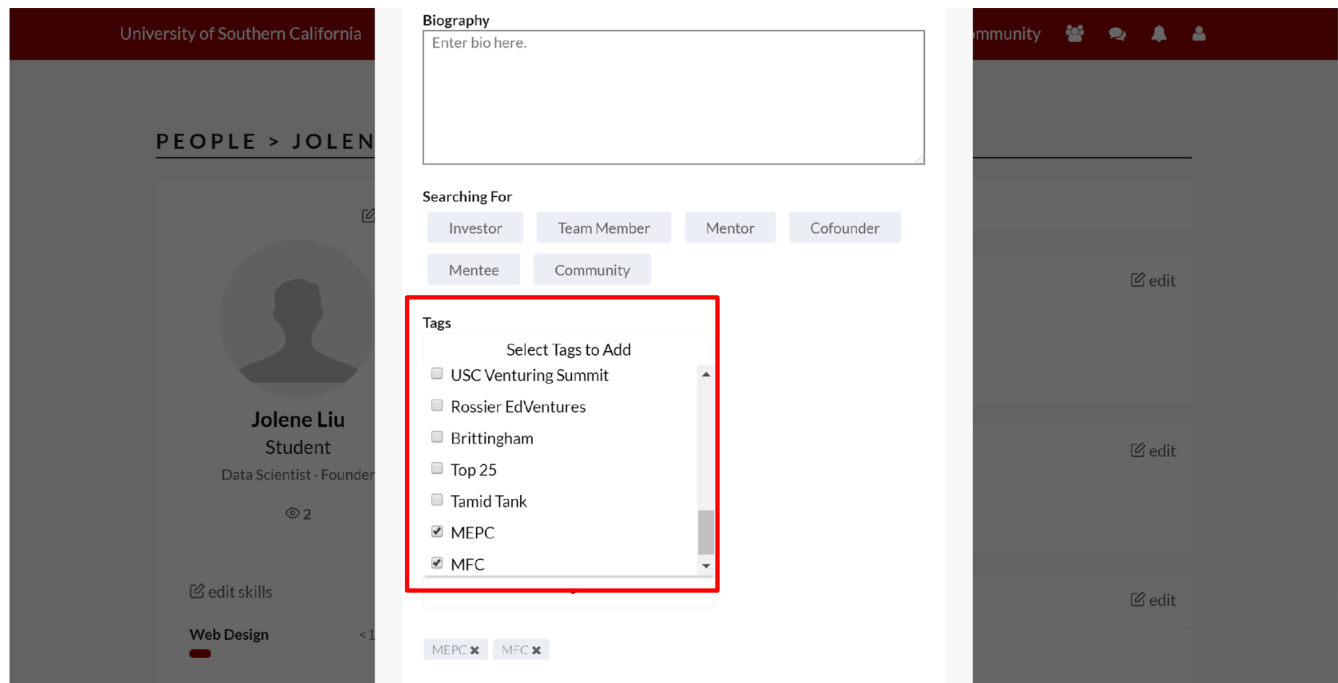 University of Southern California
ommunity
PEOPLE > JOLEN
Jolene Liu
Student
Data Scientist · Founder
2
edit skills
Web Design <1
Biography
Enter bio here.
Searching For
Investor Team Member Mentor Cofounder
Mentee Community
Tags
Select Tags to Add
USC Venturing Summit
Rossier EdVentures
Brittingham
Top 25
Tamid Tank
MEPC
MFC
MEPC ✖ MFC ✖
edit
edit
edit